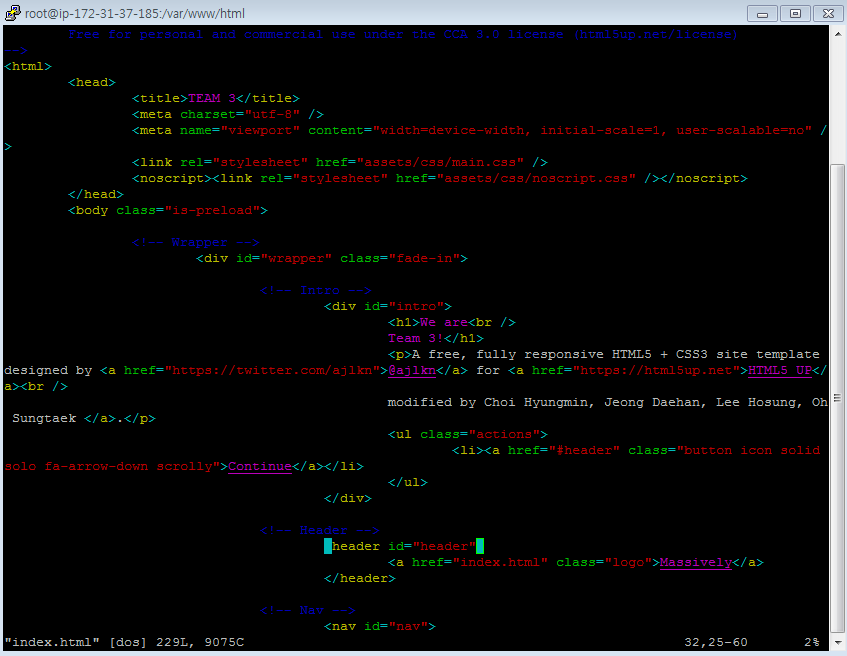 root@ip-172-31-37-185:/var/www/html
Free for personal and commercial use under the CCA 3.0 license (html5up.net/license)
-->
<html>
<head>
<title>TEAM 3</title>
<meta charset="utf-8" />
<meta name="viewport" content="width=device-width, initial-scale=1, user-scalable=no" /
>
<link rel="stylesheet" href="assets/css/main.css" />
<noscript><link rel="stylesheet" href="assets/css/noscript.css" /></noscript>
</head>
<body class="is-preload">
<!-- Wrapper -->
<div id="wrapper" class="fade-in">
<!-- Intro -->
<div id="intro">
<h1>We are<br />
Team 3!</h1>
<p>A free, fully responsive HTML5 + CSS3 site template
designed by <a href="https://twitter.com/ajlkn">@ajlkn</a> for <a href="https://html5up.net">HTML5 UP</
a><br />
modified by Choi Hyungmin, Jeong Daehan, Lee Hosung, Oh
Sungtaek </a>.</p>
<ul class="actions">
<li><a href="#header" class="button icon solid
solo fa-arrow-down scrolly">Continue</a></li>
</ul>
</div>
<!-- Header -->
<header id="header">
<a href="index.html" class="logo">Massively</a>
</header>
<!-- Nav -->
<nav id="nav">
"index.html" [dos] 229L, 9075C 32,25-60 2%